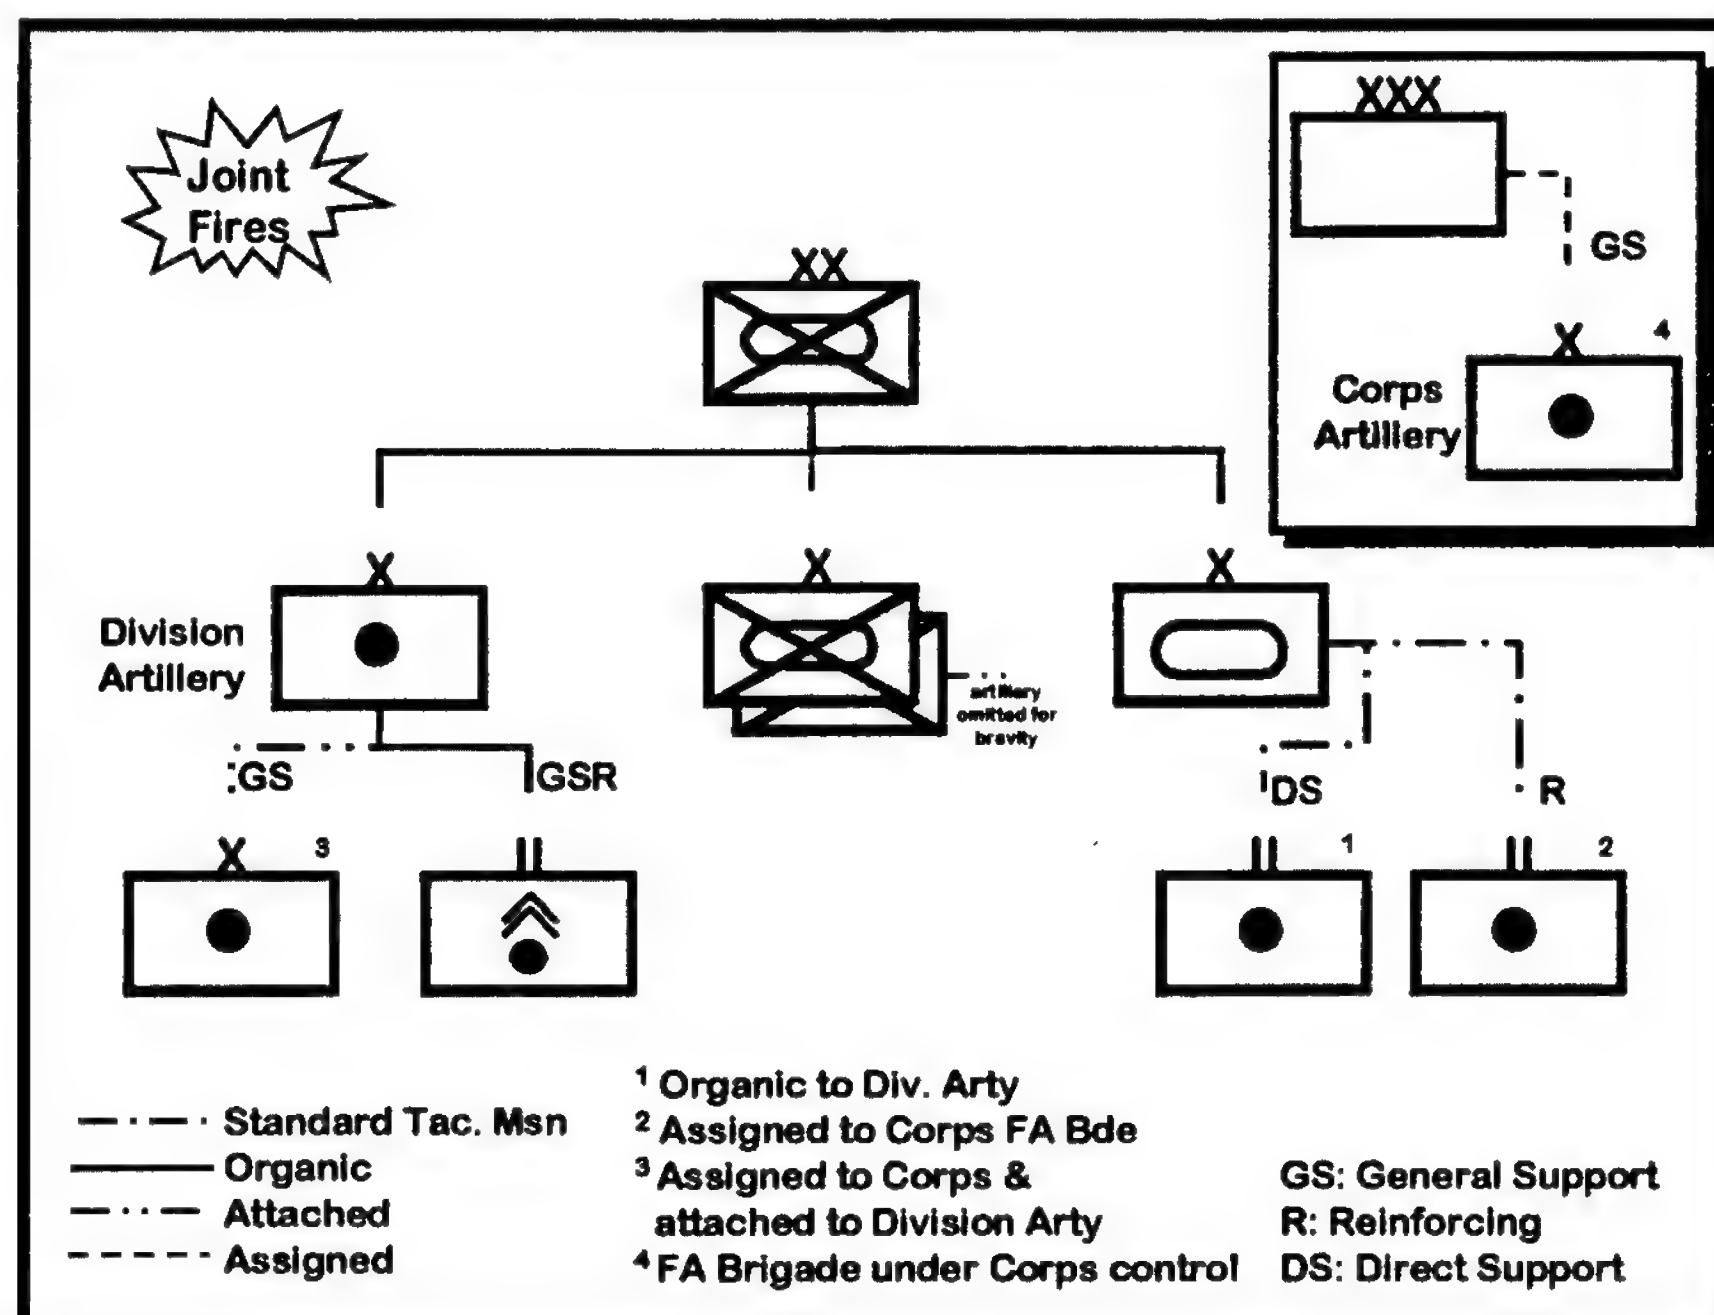 Joint
Fires
XXX
GS
X 4
Corps
Artillery
XX
X
X
X
Division
Artillery
artillery
omitted for
bravity
GS
GSR
DS
R
X 3
II
II 1
II 2
Standard Tac. Msn
Organic
Attached
Assigned
1 Organic to Div. Arty
2 Assigned to Corps FA Bde
3 Assigned to Corps &
attached to Division Arty
4 FA Brigade under Corps control
GS: General Support
R: Reinforcing
DS: Direct Support